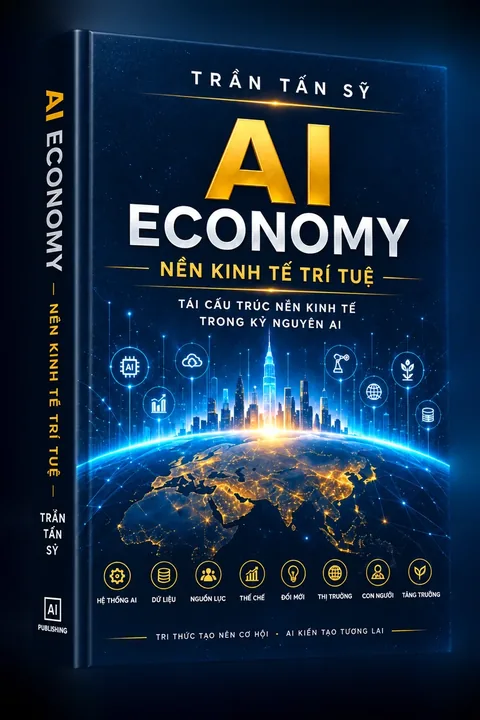 TRẦN TẤN SỸ
AI
ECONOMY
NỀN KINH TẾ TRÍ TUỆ
TÁI CẤU TRÚC NỀN KINH TẾ
TRONG KỶ NGUYÊN AI
AI
HỆ THỐNG AI
DỮ LIỆU
NGUỒN LỰC
THỂ CHẾ
ĐỔI MỚI
THỊ TRƯỜNG
CON NGƯỜI
TĂNG TRƯỞNG
TRI THỨC TẠO NÊN CƠ HỘI • AI KIẾN TẠO TƯƠNG LAI
AI ECONOMY
NỀN KINH TẾ TRÍ TUỆ
TRẦN
TẤN
SỸ
AI
PUBLISHING